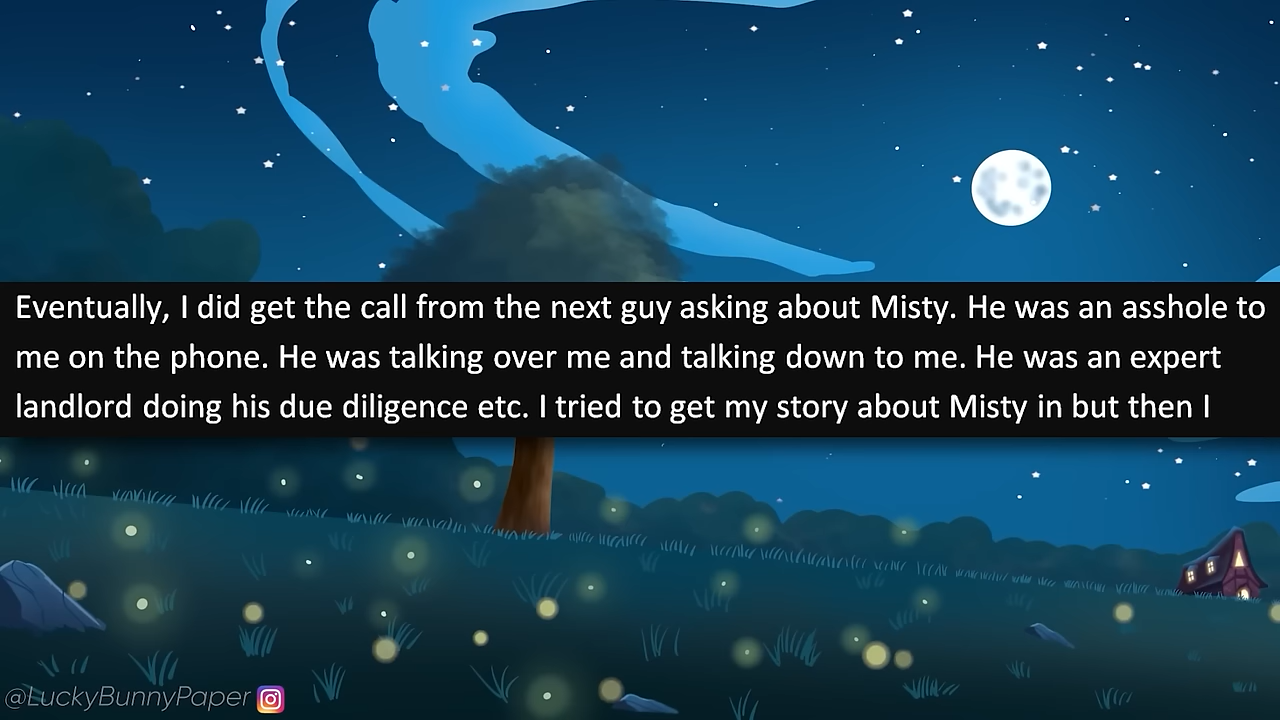 Eventually, I did get the call from the next guy asking about Misty. He was an asshole to
me on the phone. He was talking over me and talking down to me. He was an expert
landlord doing his due diligence etc. I tried to get my story about Misty in but then I
@LuckyBunnyPaper